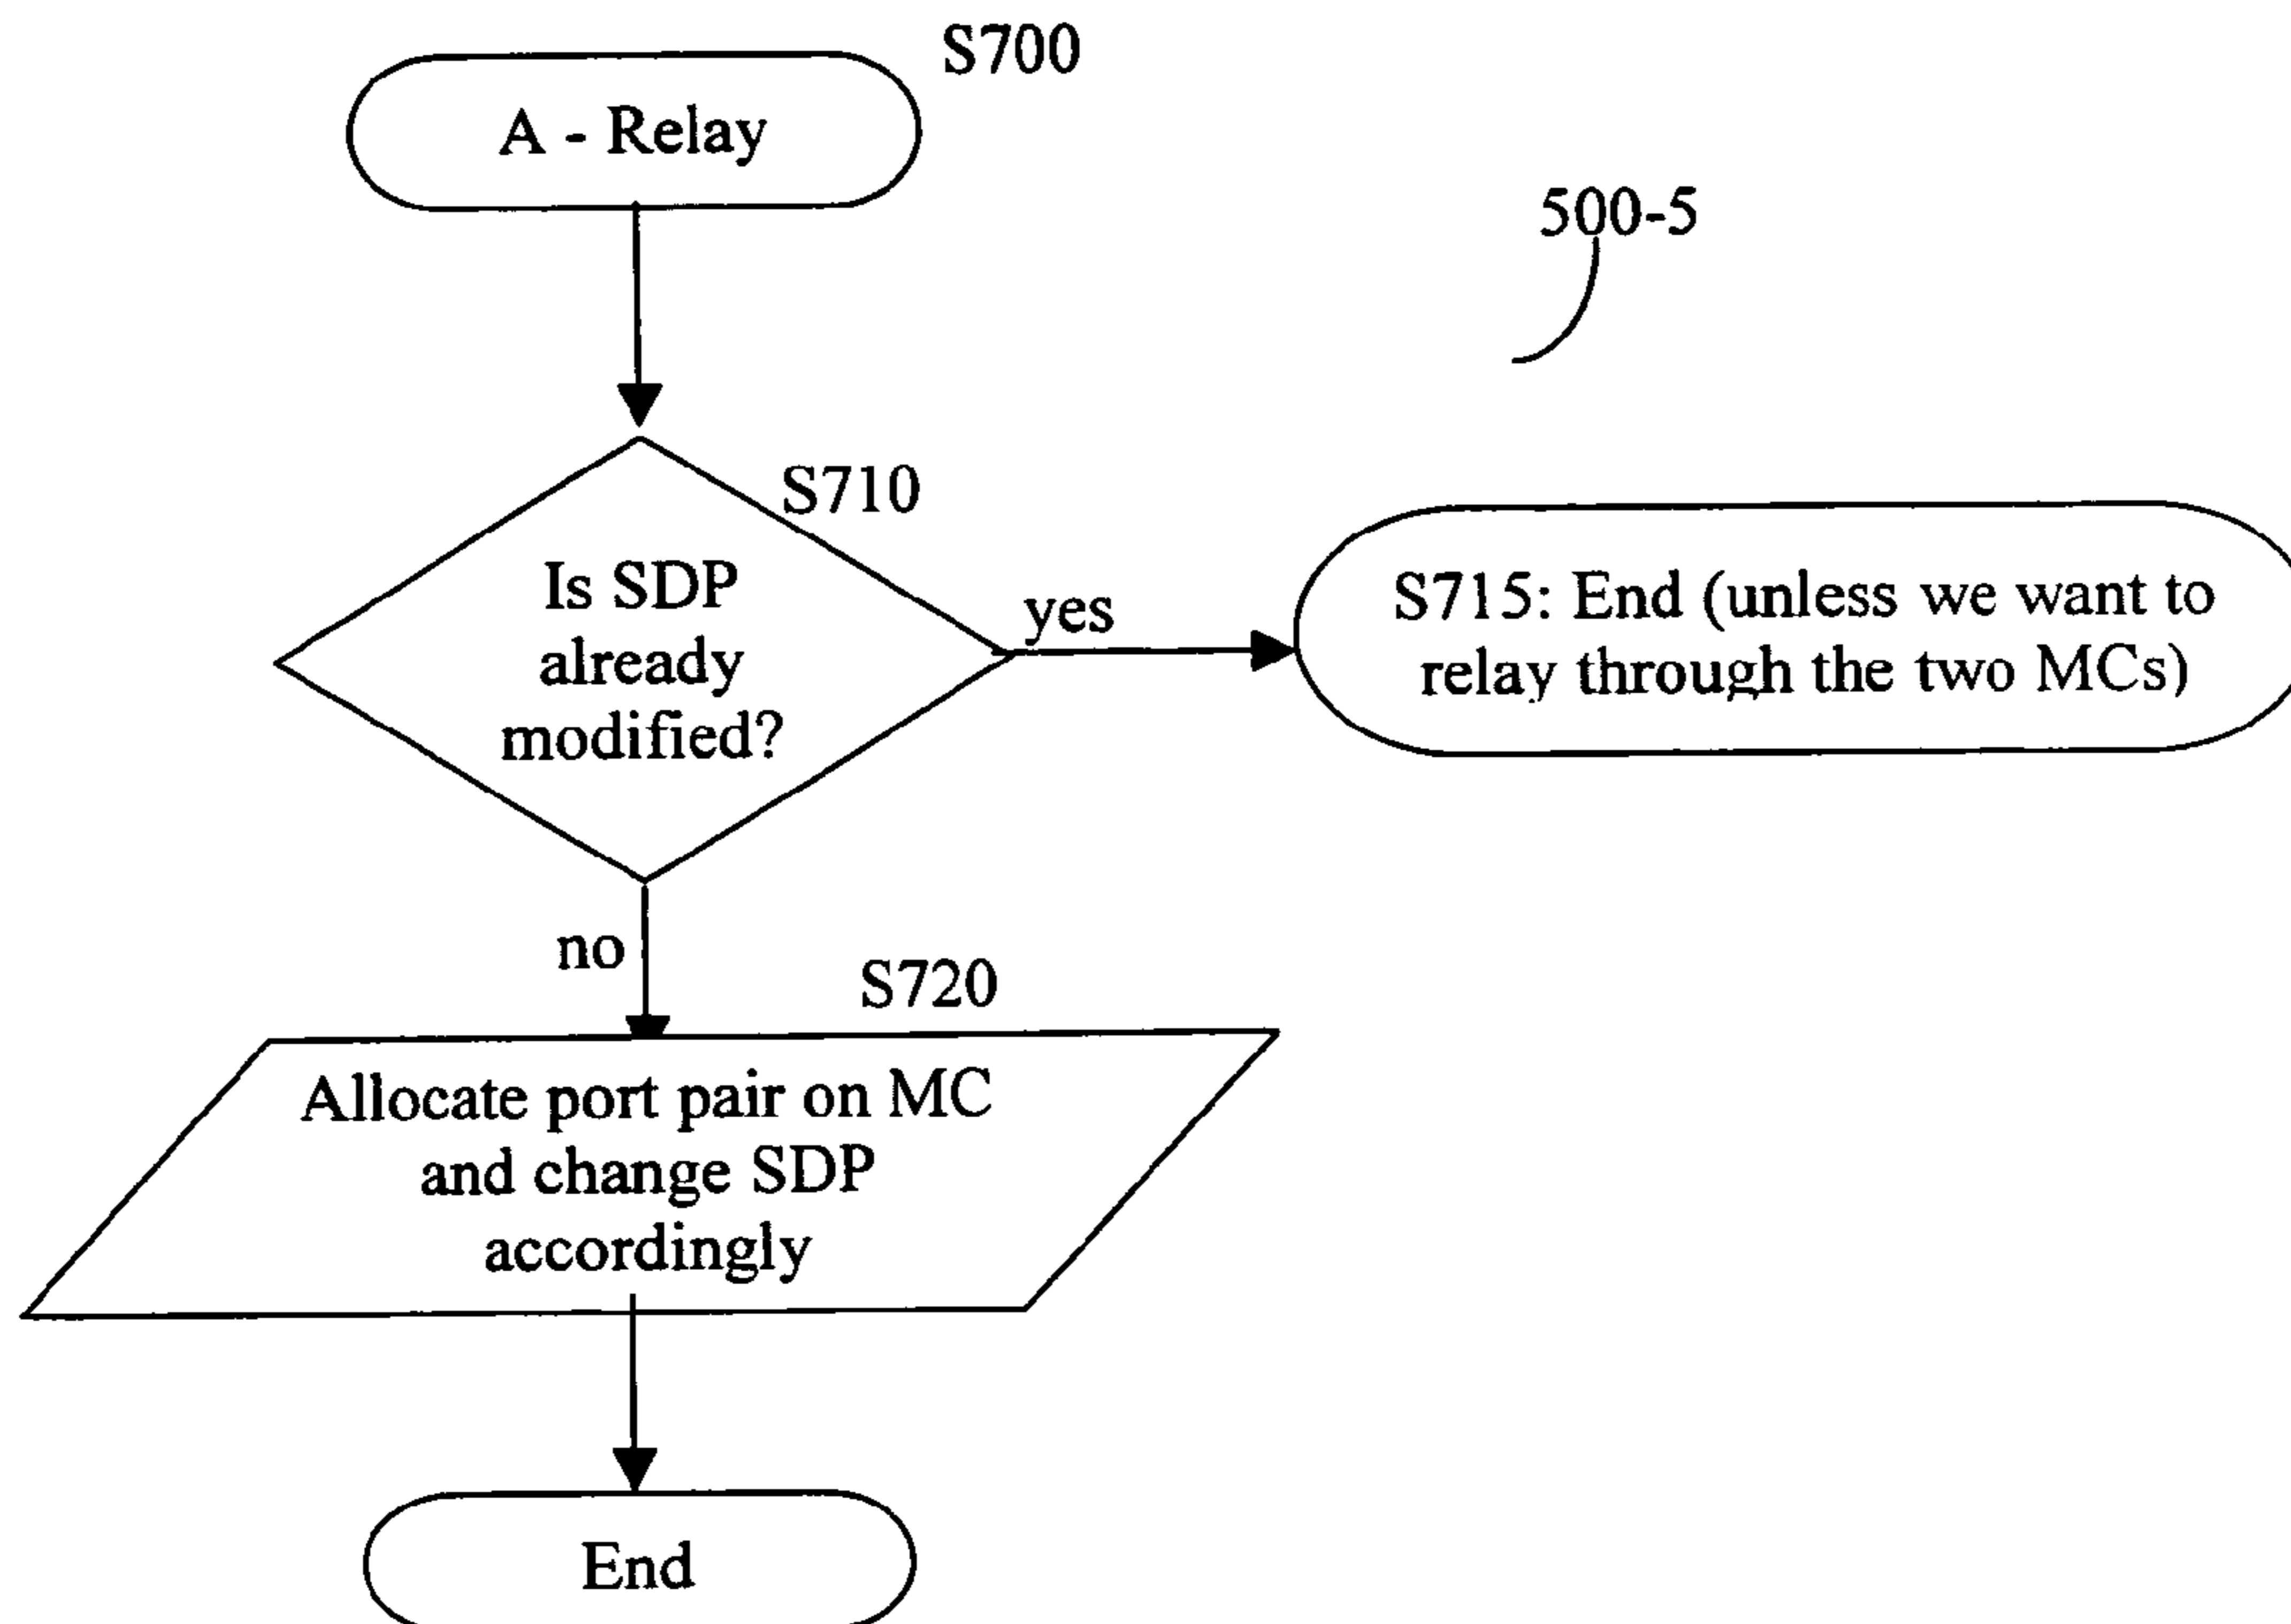 S700
A - Relay
500-5
S710
Is SDP
already
modified?
yes
S715: End (unless we want to
relay through the two MCs)
no
S720
Allocate port pair on MC
and change SDP
accordingly
End